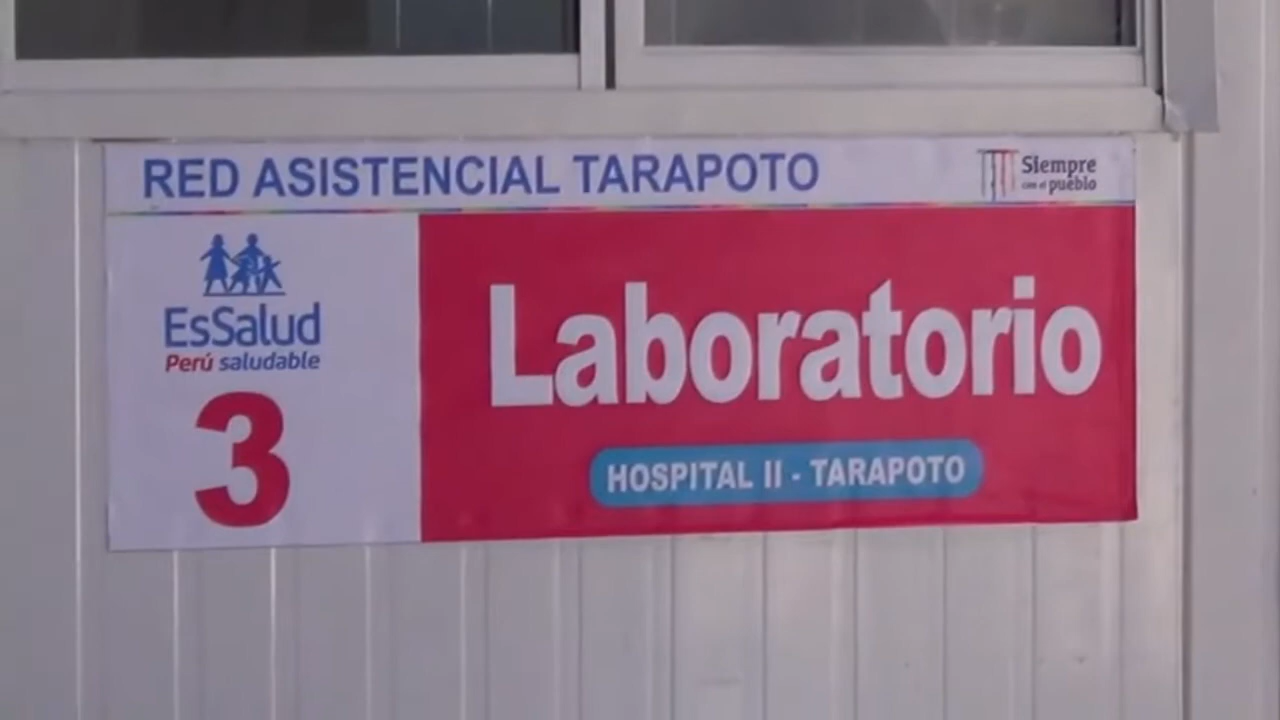 RED ASISTENCIAL TARAPOTO
Siempre
con el pueblo
EsSalud
Perú saludable
3
Laboratorio
HOSPITAL II - TARAPOTO